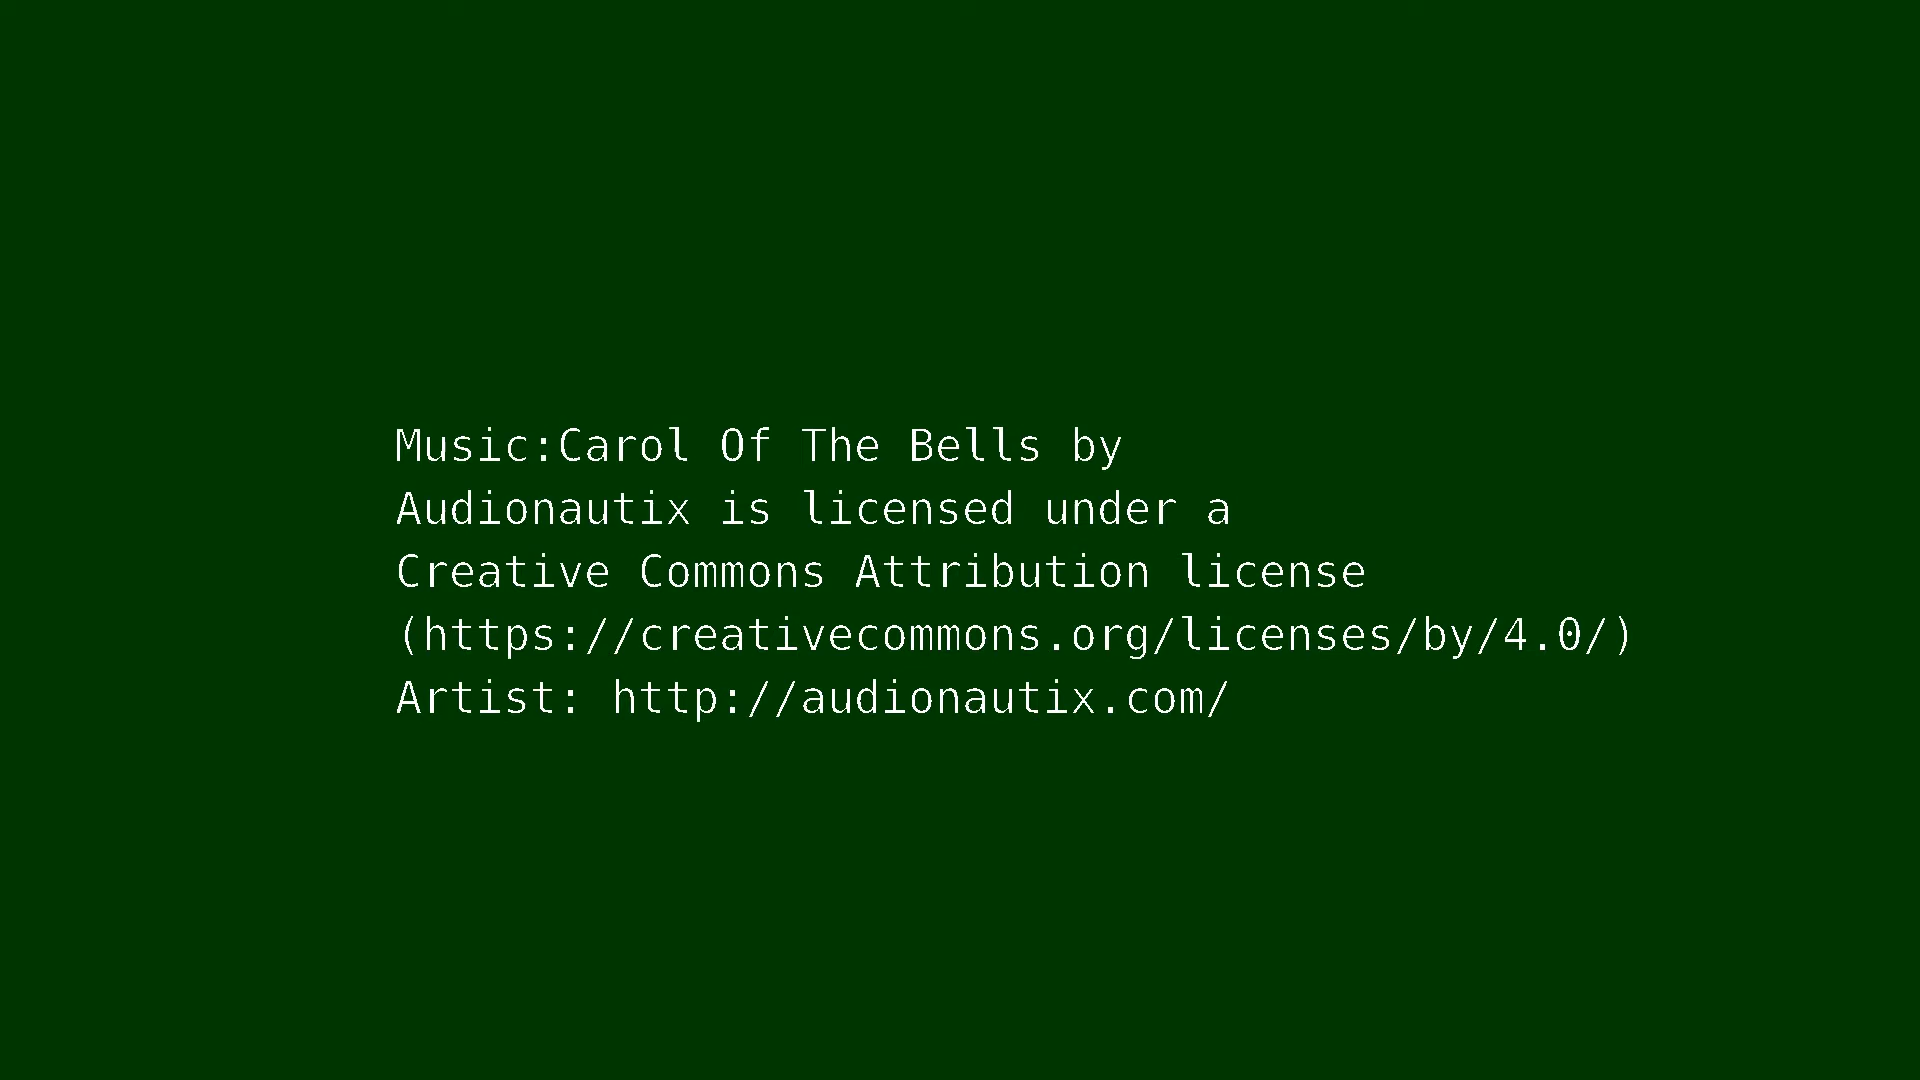 Music:Carol Of The Bells by
Audionautix is licensed under a
Creative Commons Attribution license
(https://creativecommons.org/licenses/by/4.0/)
Artist: http://audionautix.com/